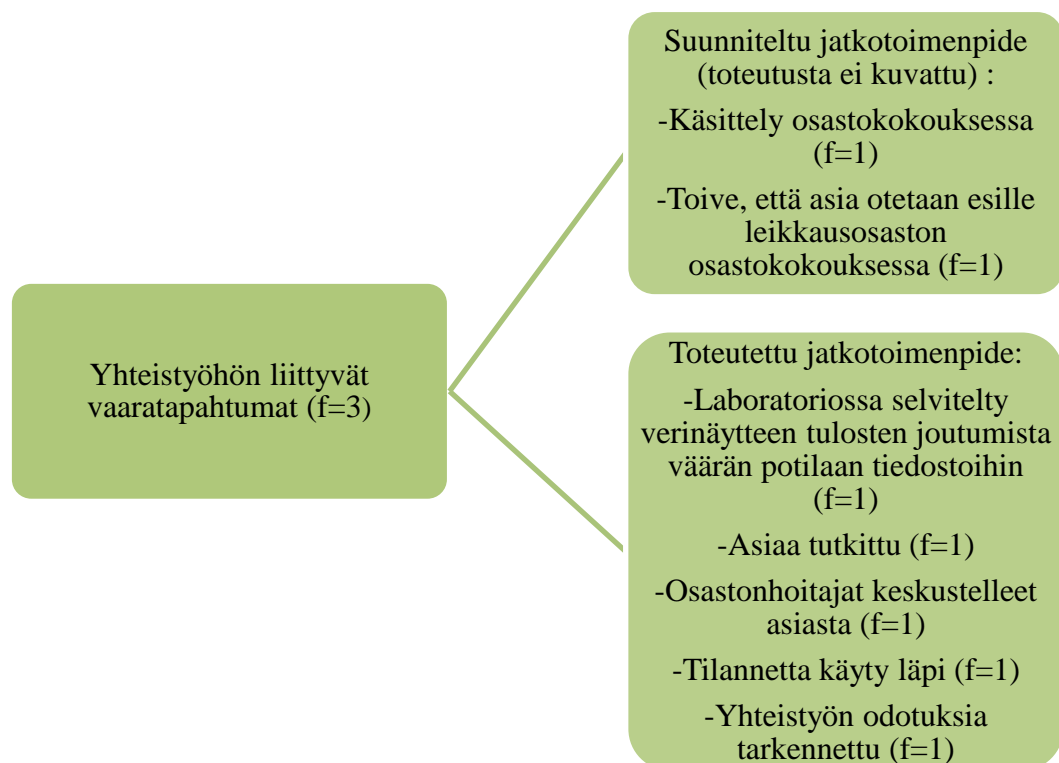 Yhteistyöhön liittyvät
vaaratapahtumat (f=3)
Suunniteltu jatkotoimenpide
(toteutusta ei kuvattu) :
-Käsittely osastokokouksessa
(f=1)
-Toive, että asia otetaan esille
leikkausosaston
osastokokouksessa (f=1)
Toteutettu jatkotoimenpide:
-Laboratoriossa selvitelty
verinäytteen tulosten joutumista
väärän potilaan tiedostoihin
(f=1)
-Asiaa tutkittu (f=1)
-Osastonhoitajat keskustelleet
asiasta (f=1)
-Tilannetta käyty läpi (f=1)
-Yhteistyön odotuksia
tarkennettu (f=1)